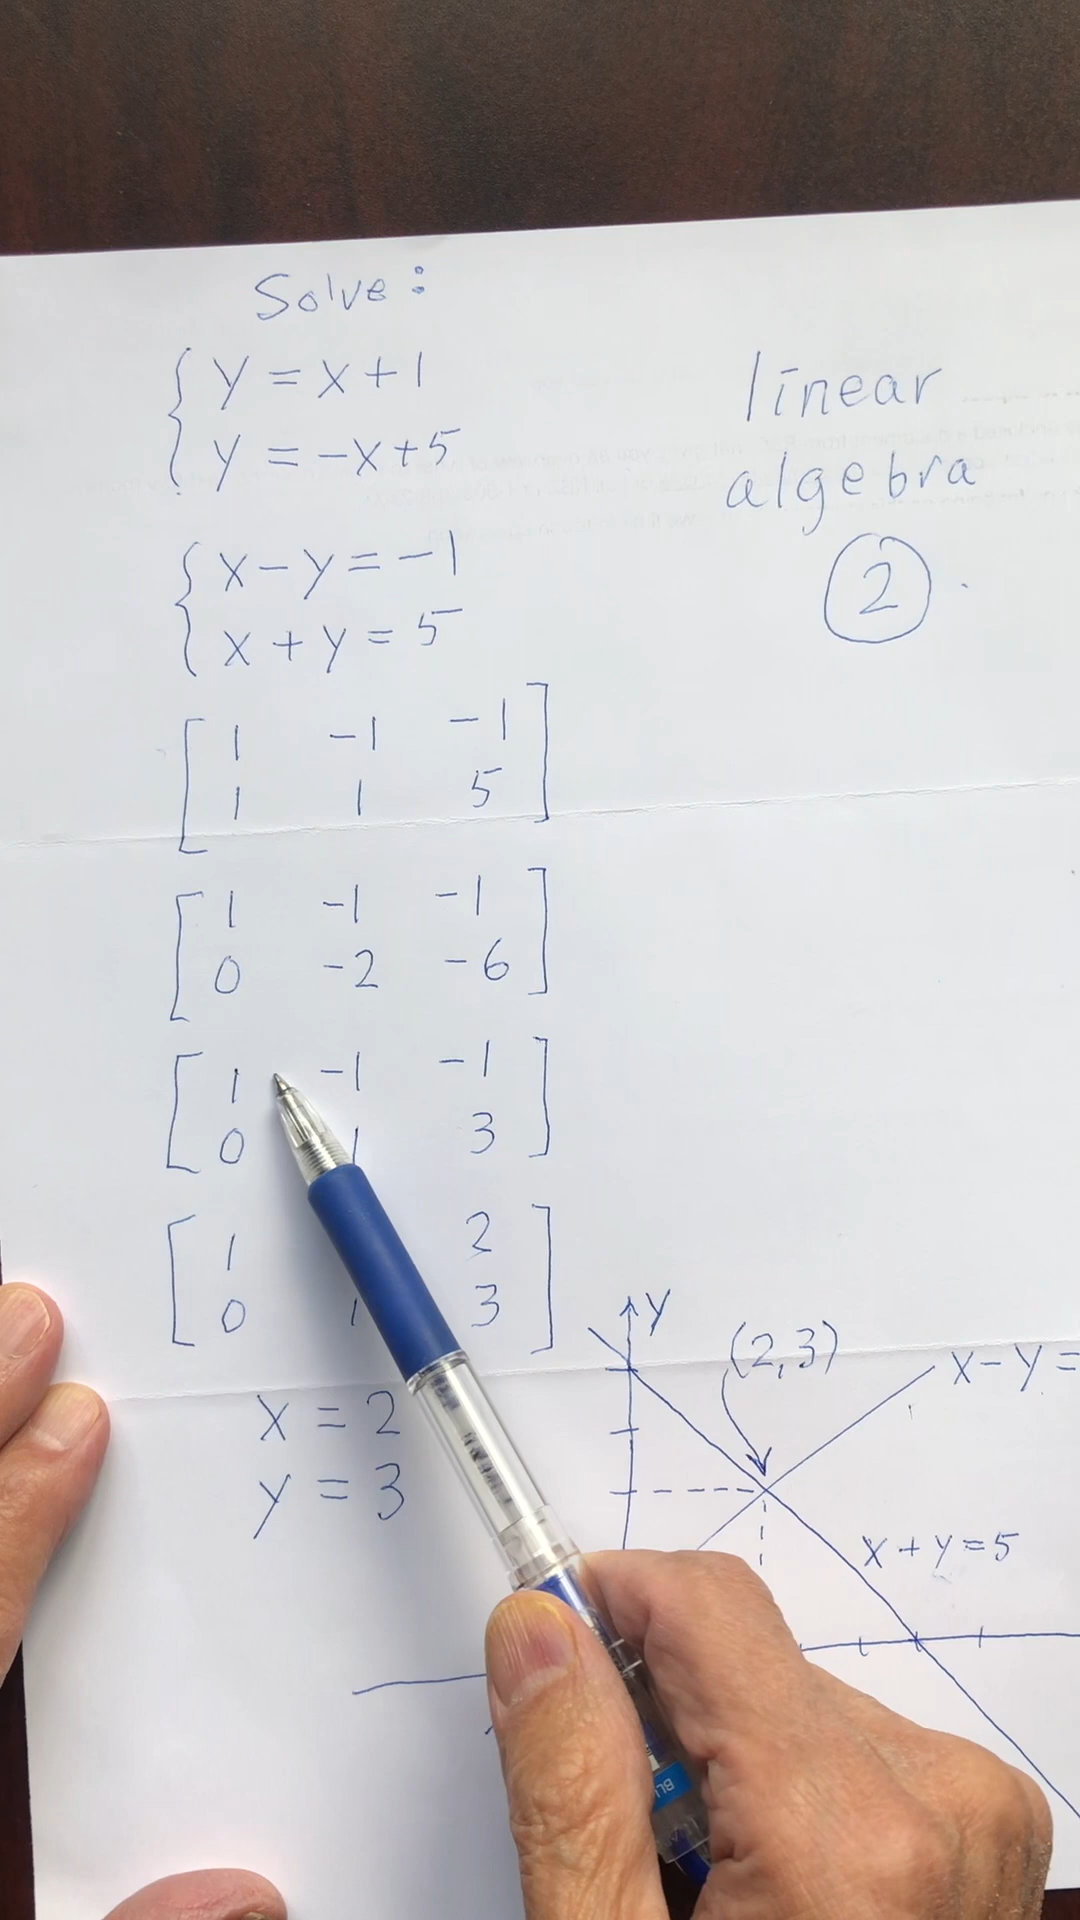 Solve:
y = x+1
y = -x+5
linear
algebra
2
x-y=-1
x+y=5
1 -1 -1
1 1 5
1 -1 -1
0 -2 -6
1 -1 -1
0 1 3
1 2
0 1 3
x = 2
y = 3
y
(2,3)
x-y=
x+y=5